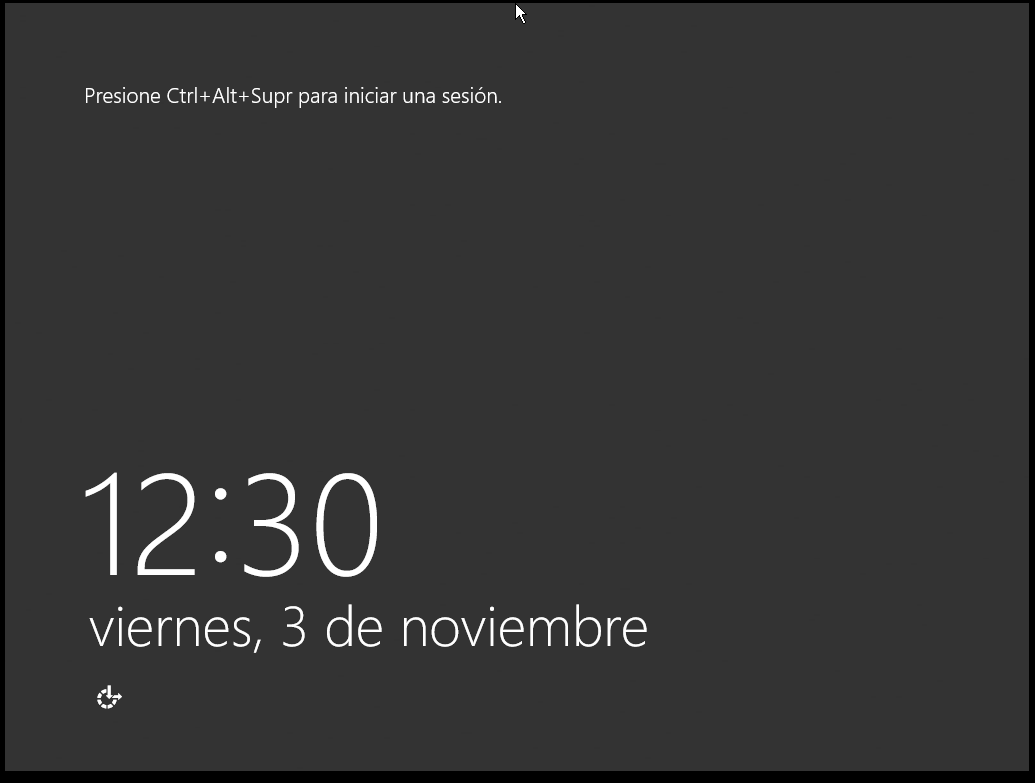 Presione Ctrl+Alt+Supr para iniciar una sesión.
12:30
viernes, 3 de noviembre